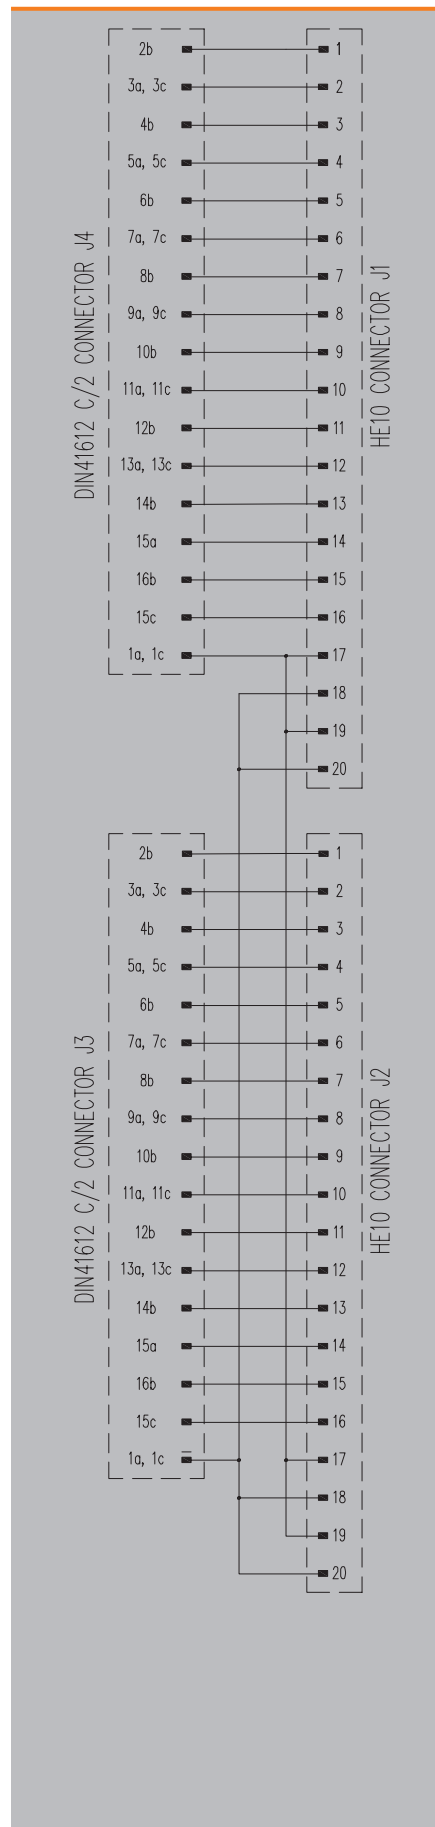 DIN41612 C/2 CONNECTOR J4
HE10 CONNECTOR J1
2b 1
3a, 3c 2
4b 3
5a, 5c 4
6b 5
7a, 7c 6
8b 7
9a, 9c 8
10b 9
11a, 11c 10
12b 11
13a, 13c 12
14b 13
15a 14
16b 15
15c 16
1a, 1c 17
18
19
20
DIN41612 C/2 CONNECTOR J3
HE10 CONNECTOR J2
2b 1
3a, 3c 2
4b 3
5a, 5c 4
6b 5
7a, 7c 6
8b 7
9a, 9c 8
10b 9
11a, 11c 10
12b 11
13a, 13c 12
14b 13
15a 14
16b 15
15c 16
1a, 1c 17
18
19
20